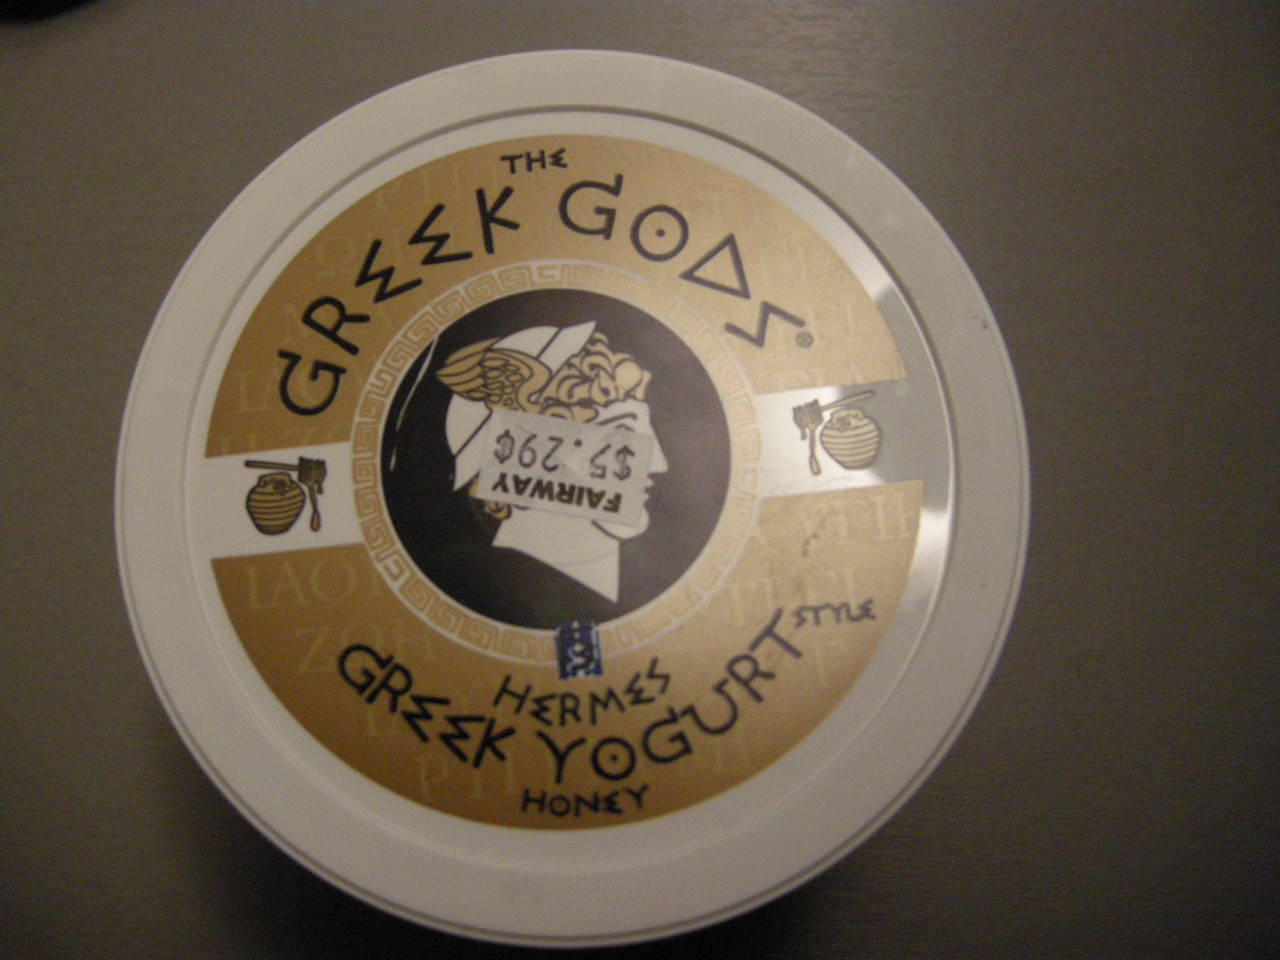 THE
GREEK GODS®
FAIRWAY
$5.29¢
HERMES
GREEK YOGURT STYLE
HONEY